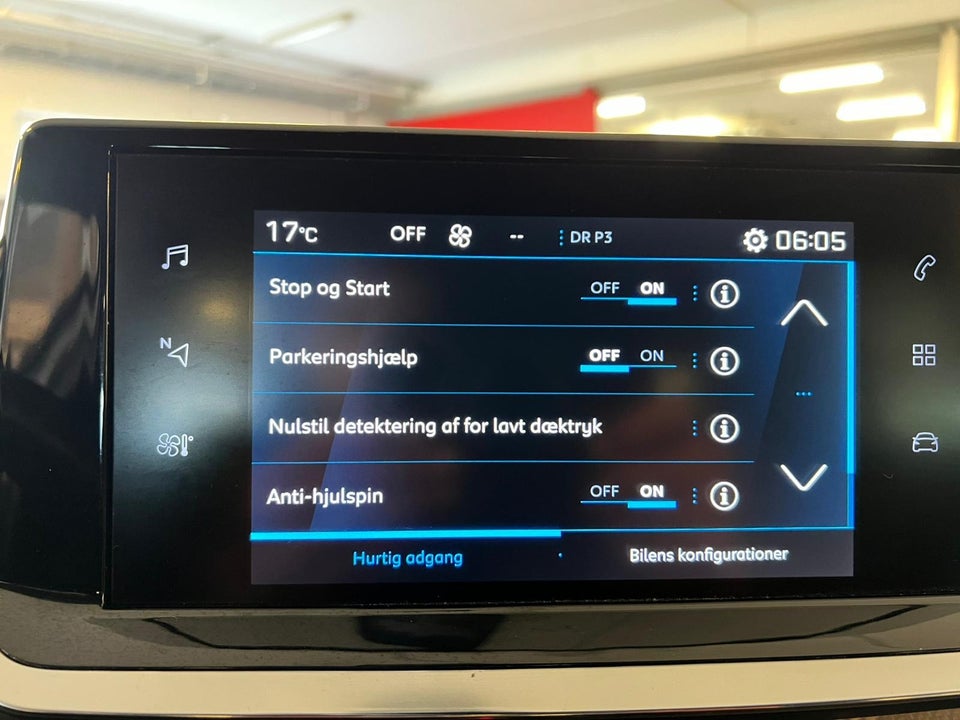 17°C OFF -- DR P3 06:05
Stop og Start OFF ON
Parkeringshjælp OFF ON
N
Nulstil detektering af for lavt dæktryk
Anti-hjulspin OFF ON
Hurtig adgang Bilens konfigurationer